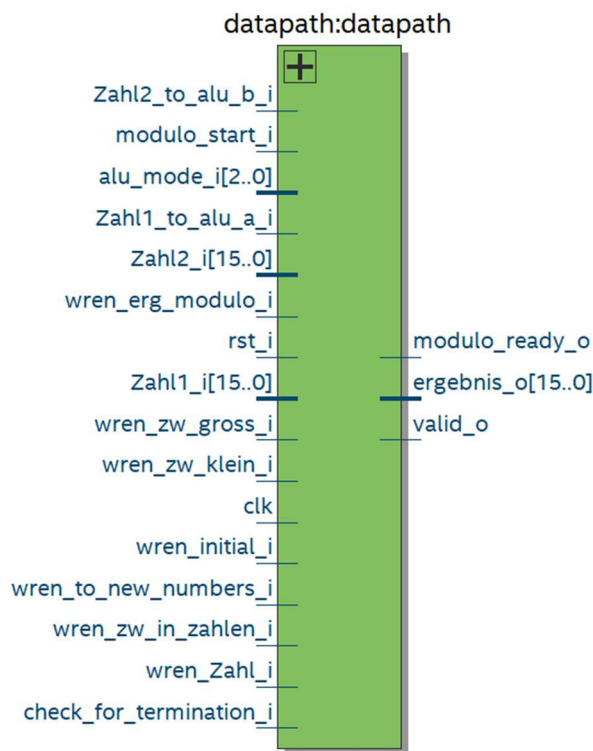 datapath:datapath
Zahl2_to_alu_b_i
modulo_start_i
alu_mode_i[2..0]
Zahl1_to_alu_a_i
Zahl2_i[15..0]
wren_erg_modulo_i
rst_i
modulo_ready_o
Zahl1_i[15..0]
ergebnis_o[15..0]
wren_zw_gross_i
valid_o
wren_zw_klein_i
clk
wren_initial_i
wren_to_new_numbers_i
wren_zw_in_zahlen_i
wren_Zahl_i
check_for_termination_i